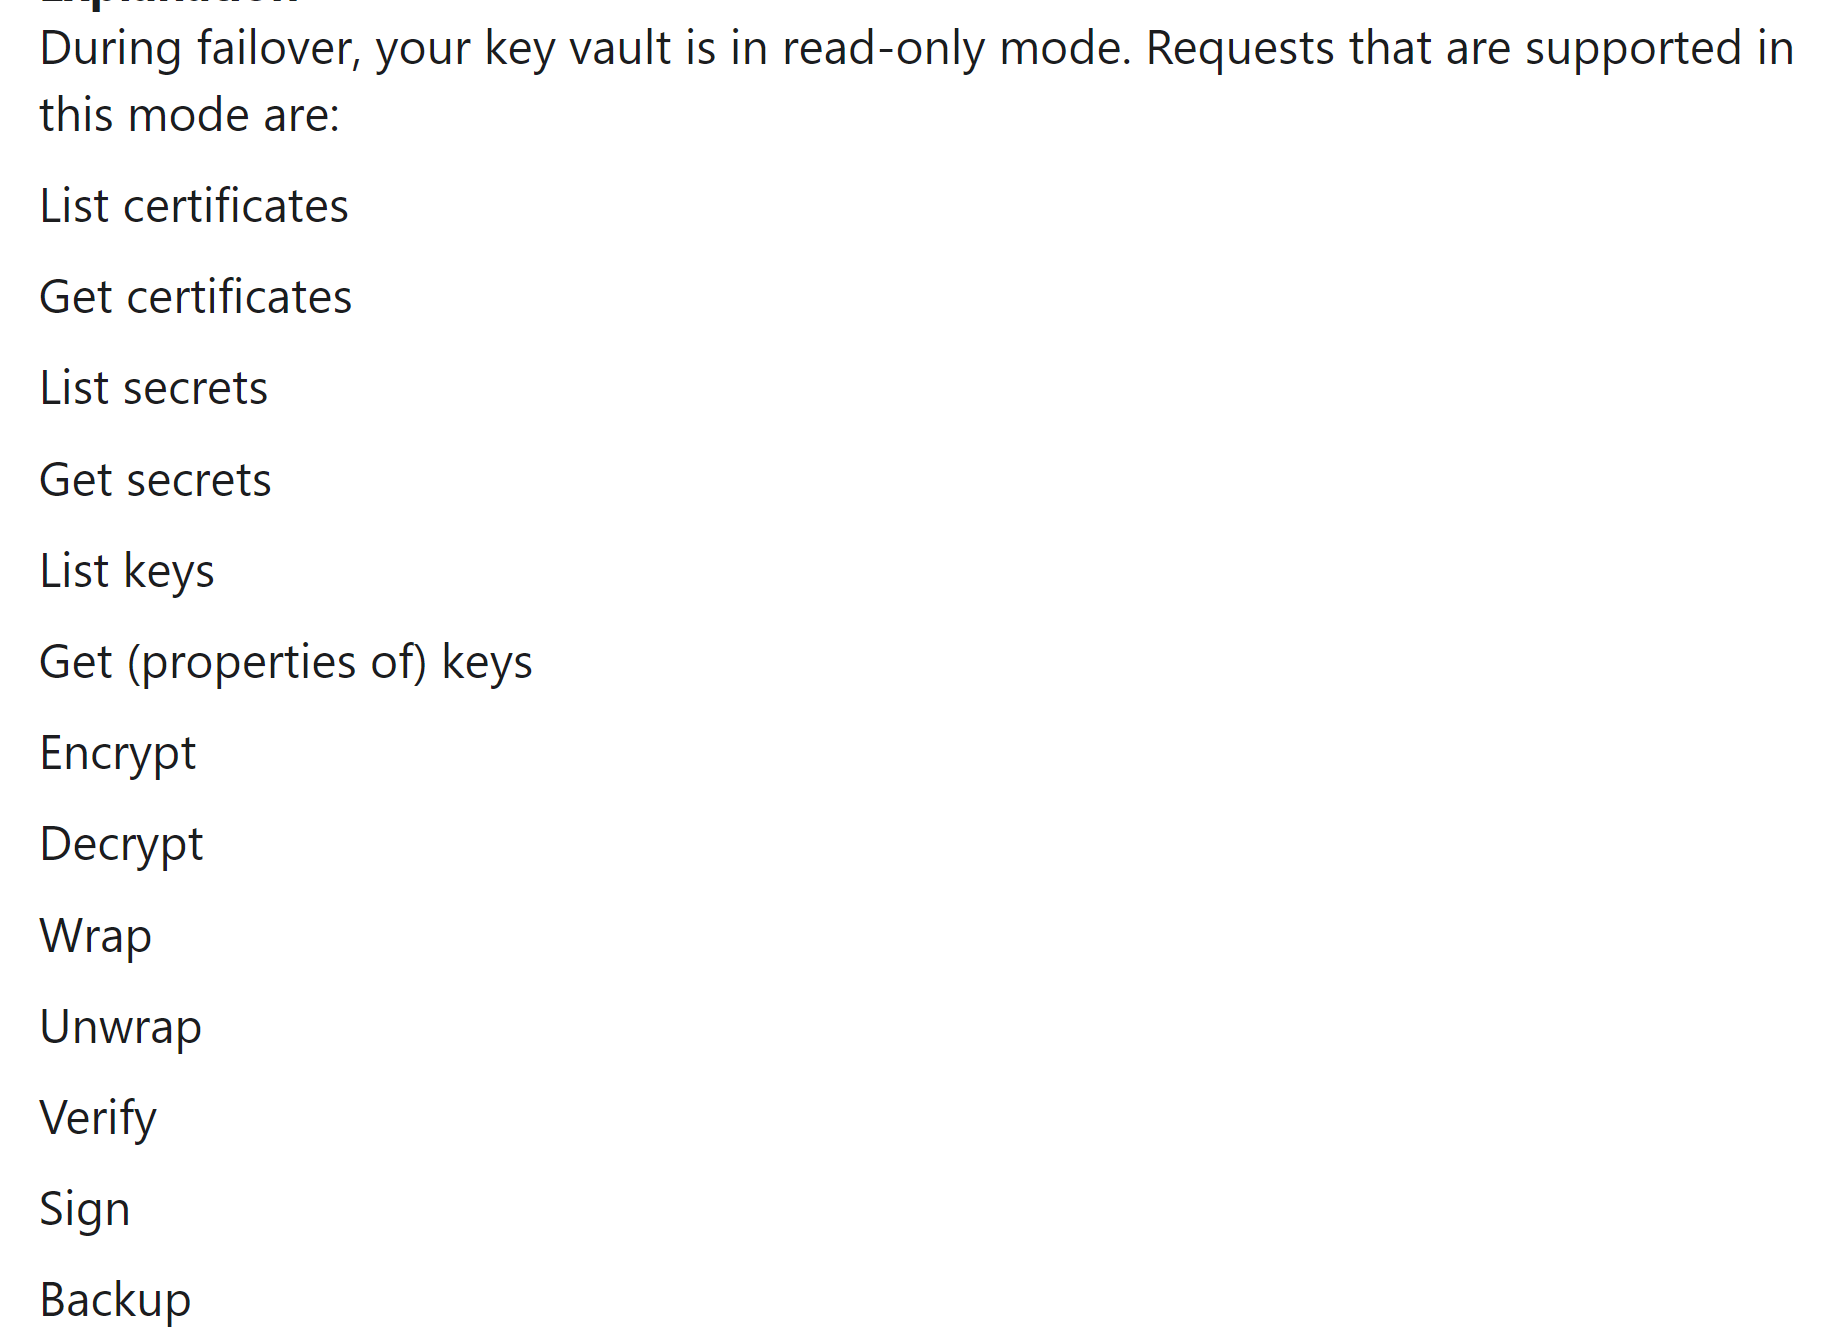 During failover, your key vault is in read-only mode. Requests that are supported in
this mode are:
List certificates
Get certificates
List secrets
Get secrets
List keys
Get (properties of) keys
Encrypt
Decrypt
Wrap
Unwrap
Verify
Sign
Backup